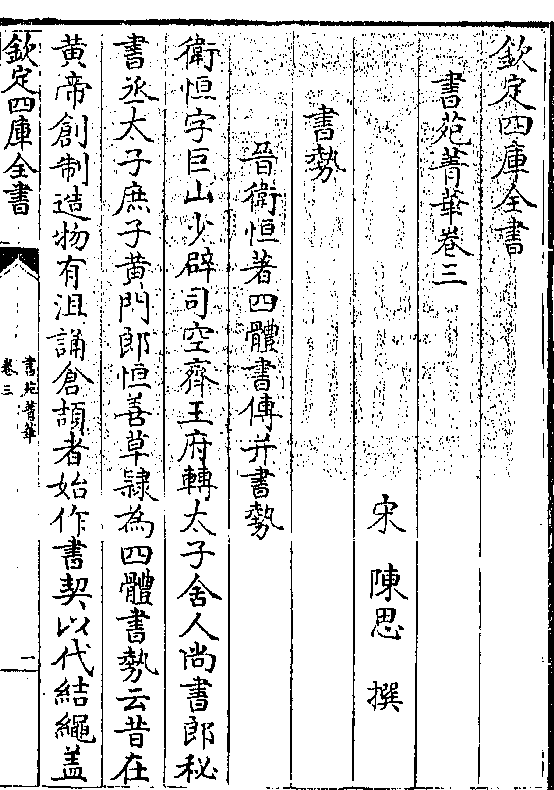 欽定四庫全書
書苑菁華卷三
宋 陳思 撰
書勢
晉衛恒著四體書傳并書勢
衛恒字巨山少辟司空齊王府轉太子舍人尚書郎秘
書丞太子庶子黄門郎恒善草隸為四體書勢云昔在
黄帝創制造物有沮誦倉頡者始作書契以代結繩盖
欽定四庫全書
書苑菁華
卷三
一